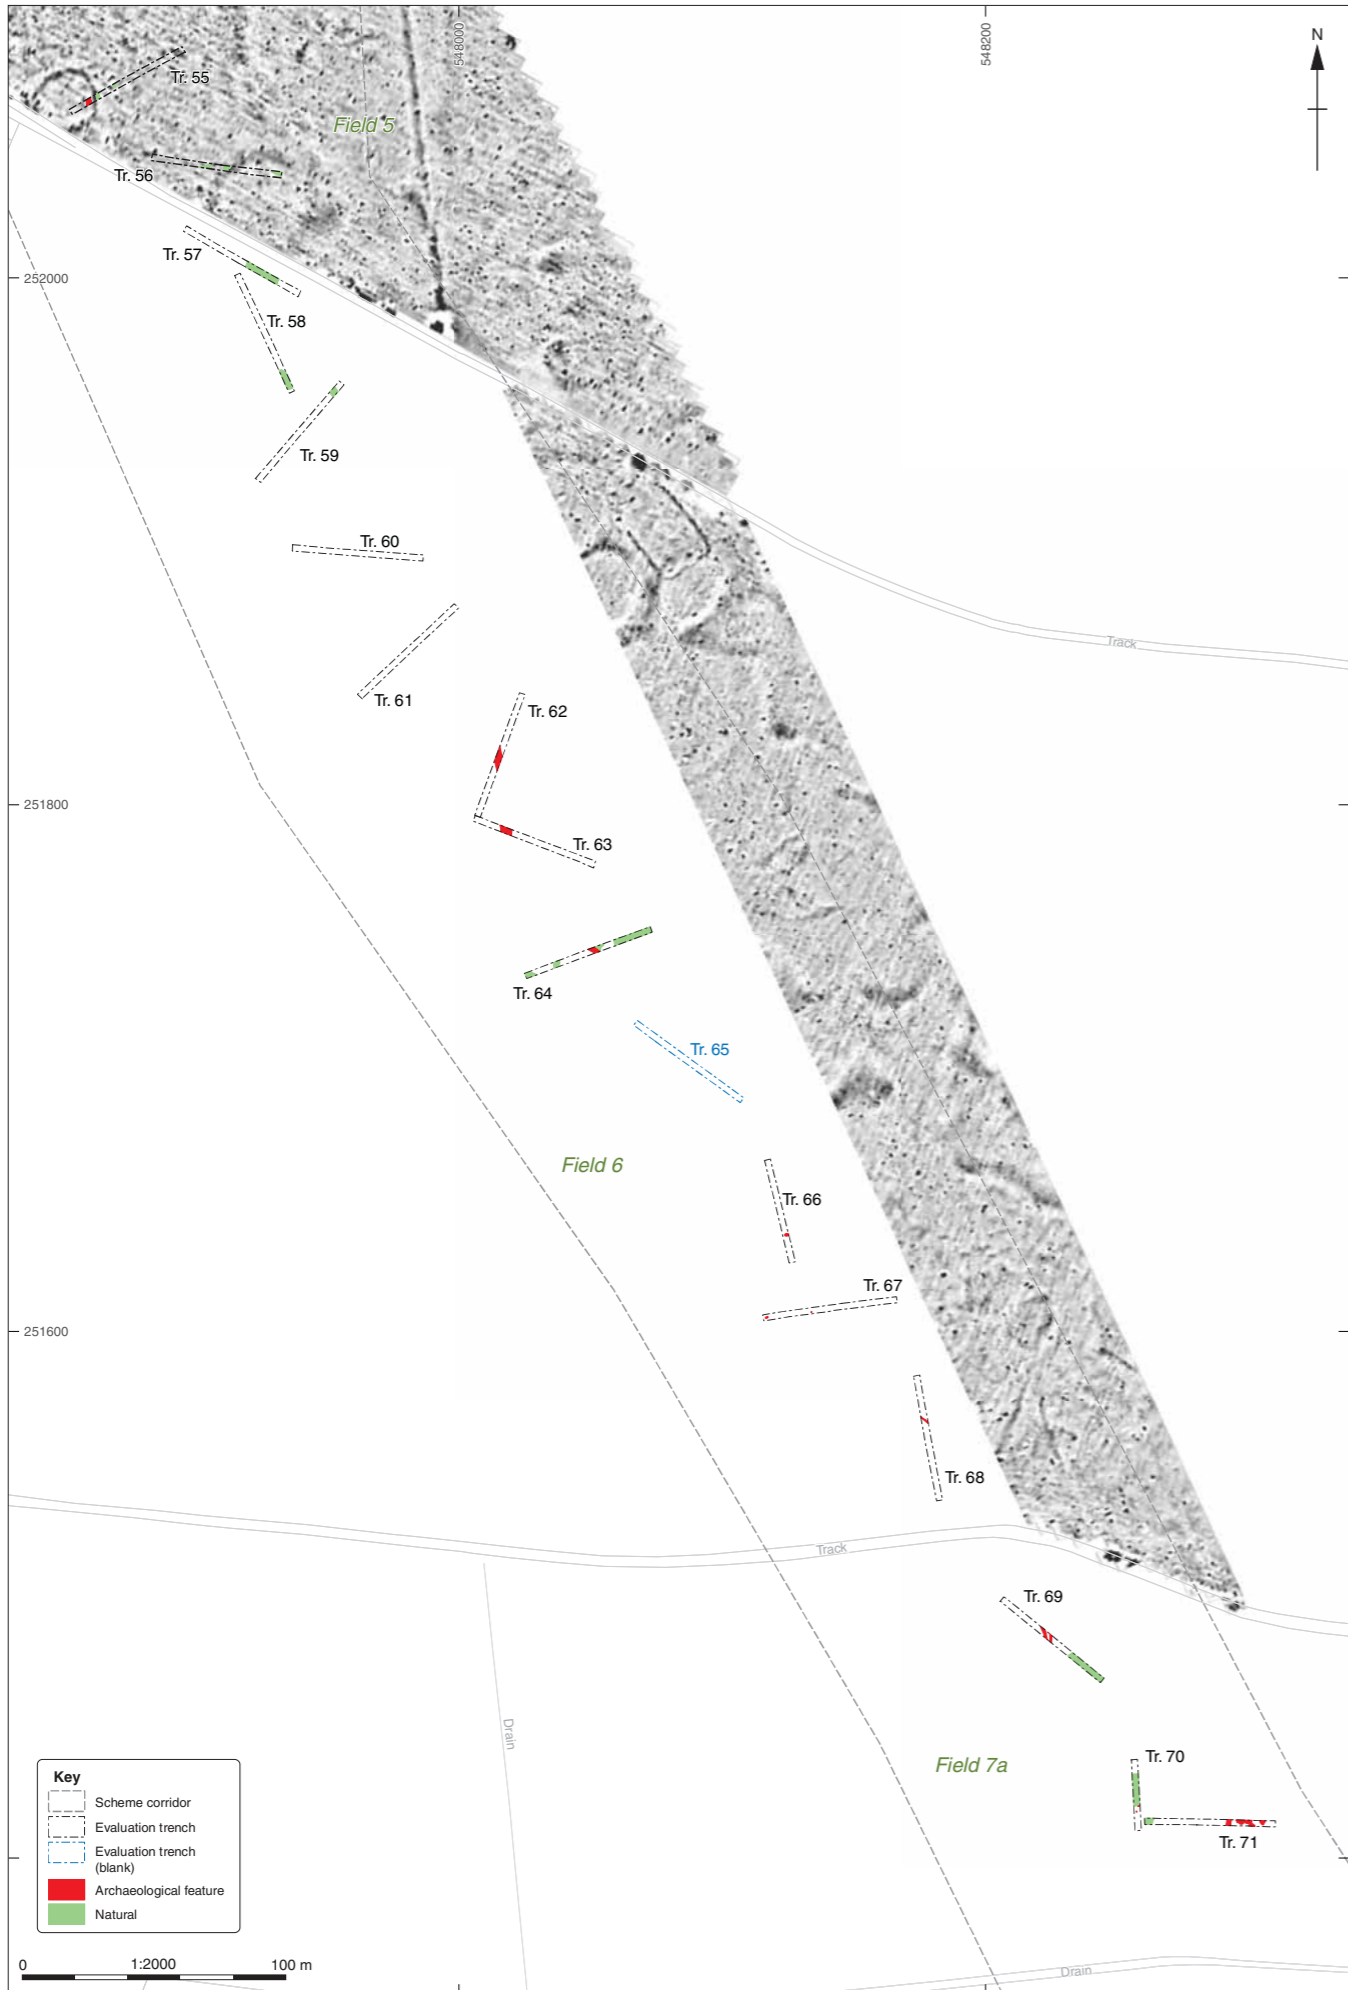 548000
548200
N
Tr. 55
Field 5
Tr. 56
Tr. 57
252000
Tr. 58
Tr. 59
Tr. 60
Track
Tr. 61
Tr. 62
251800
Tr. 63
Tr. 64
Tr. 65
Field 6
Tr. 66
Tr. 67
251600
Tr. 68
Track
Tr. 69
Drain
Tr. 70
Field 7a
Tr. 71
Key
Scheme corridor
Evaluation trench
Evaluation trench
(blank)
Archaeological feature
Natural
0 1:2000 100 m
Drain